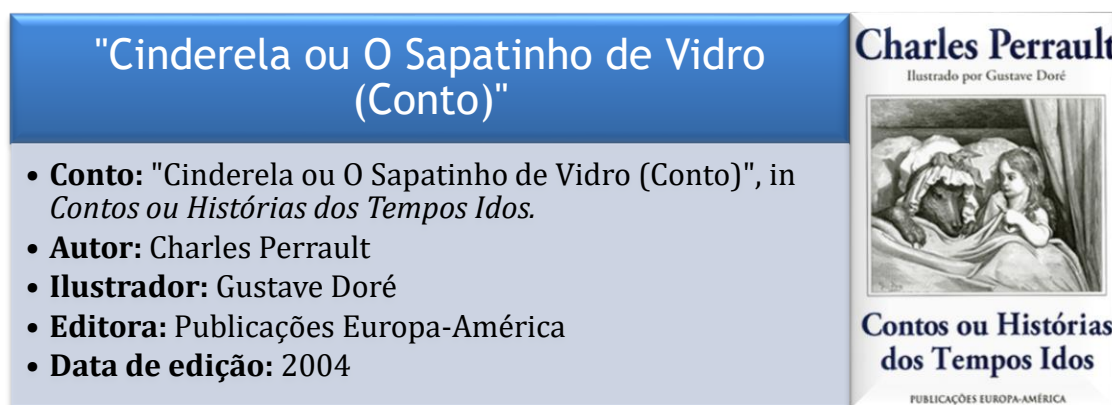 "Cinderela ou O Sapatinho de Vidro
(Conto)"
• Conto: "Cinderela ou O Sapatinho de Vidro (Conto)", in
Contos ou Histórias dos Tempos Idos.
• Autor: Charles Perrault
• Ilustrador: Gustave Doré
• Editora: Publicações Europa-América
• Data de edição: 2004
Charles Perrault
Ilustrado por Gustave Doré
Contos ou Histórias
dos Tempos Idos
PUBLICAÇÕES EUROPA-AMÉRICA